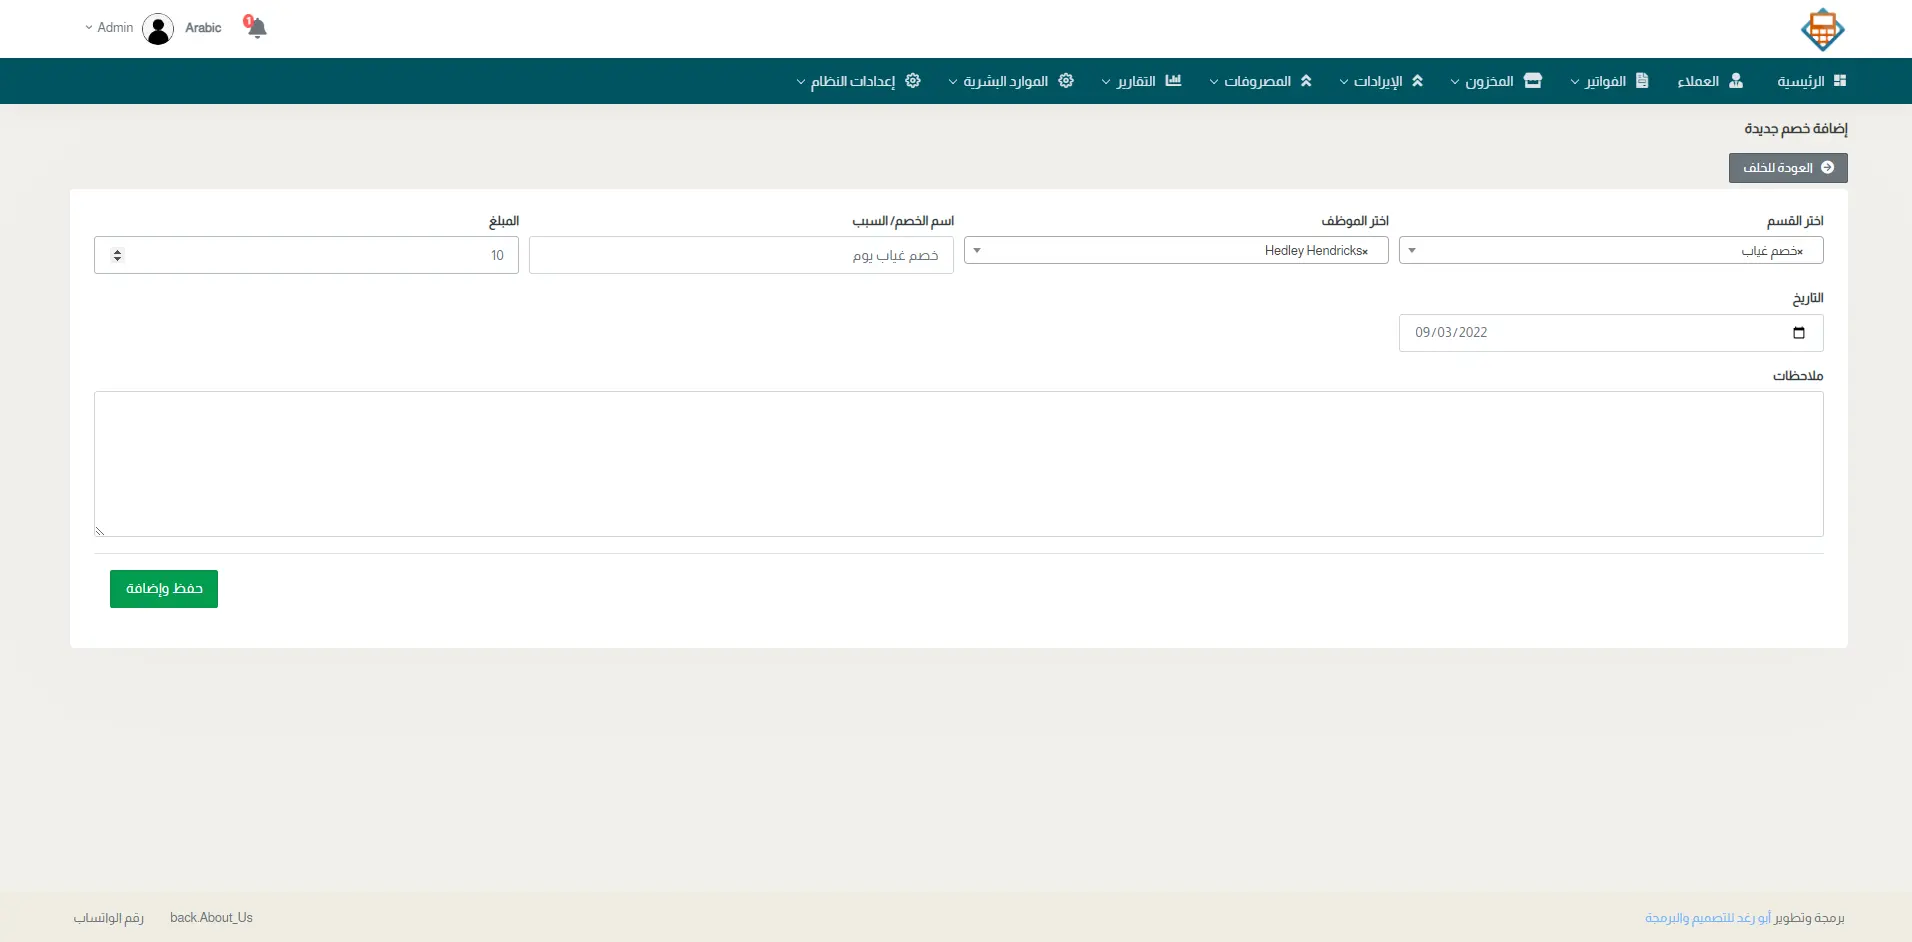 1
Arabic
Admin
الرئيسية
العملاء
الفواتير
المخزون
الإيرادات
المصروفات
التقارير
الموارد البشرية
إعدادات النظام
إضافة خصم جديدة
العودة للخلف
اختر القسم
اختر الموظف
اسم الخصم/ السبب
المبلغ
×خصم غياب
Hedley Hendricks×
خصم غياب يوم
10
التاريخ
09/03/2022
ملاحظات
حفظ وإضافة
برمجة وتطوير أبو رغد للتصميم والبرمجة
back.About_Us
رقم الواتساب